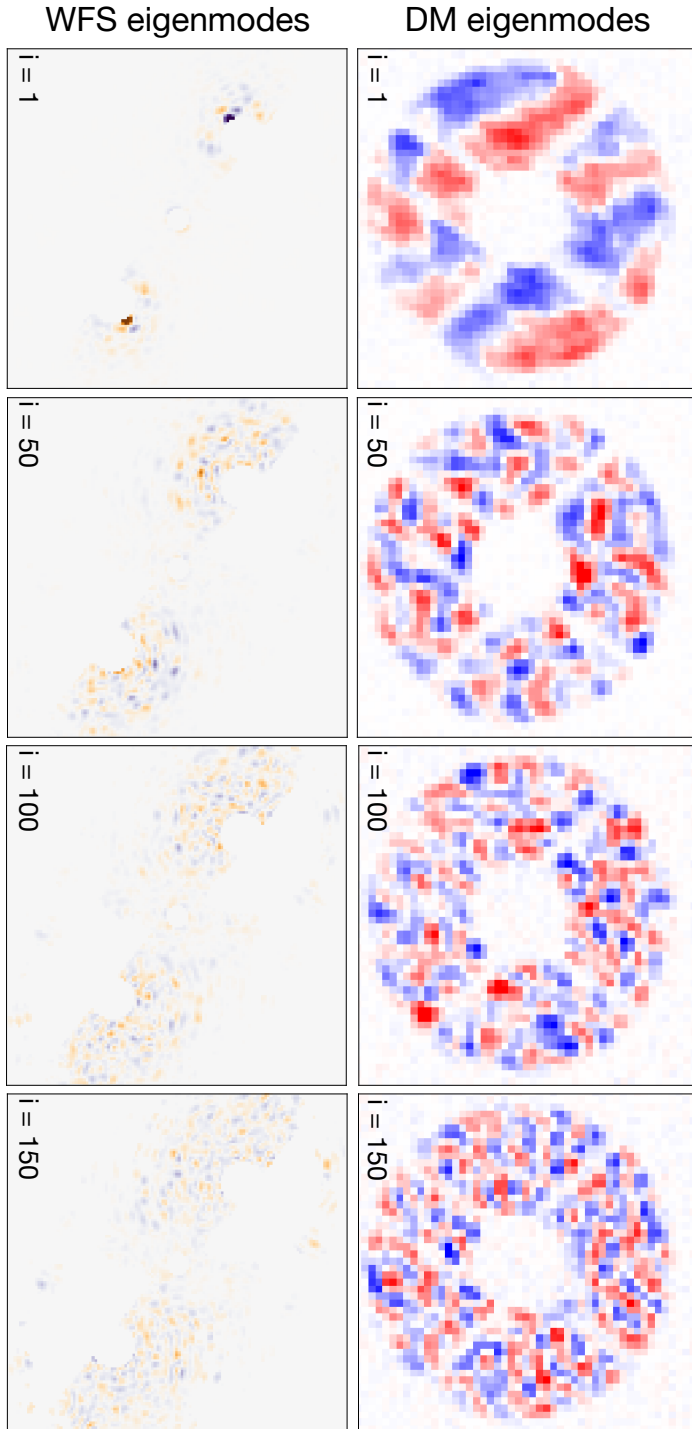 WFS eigenmodes
DM eigenmodes
i = 1
i = 1
i = 50
i = 50
i = 100
i = 100
i = 150
i = 150